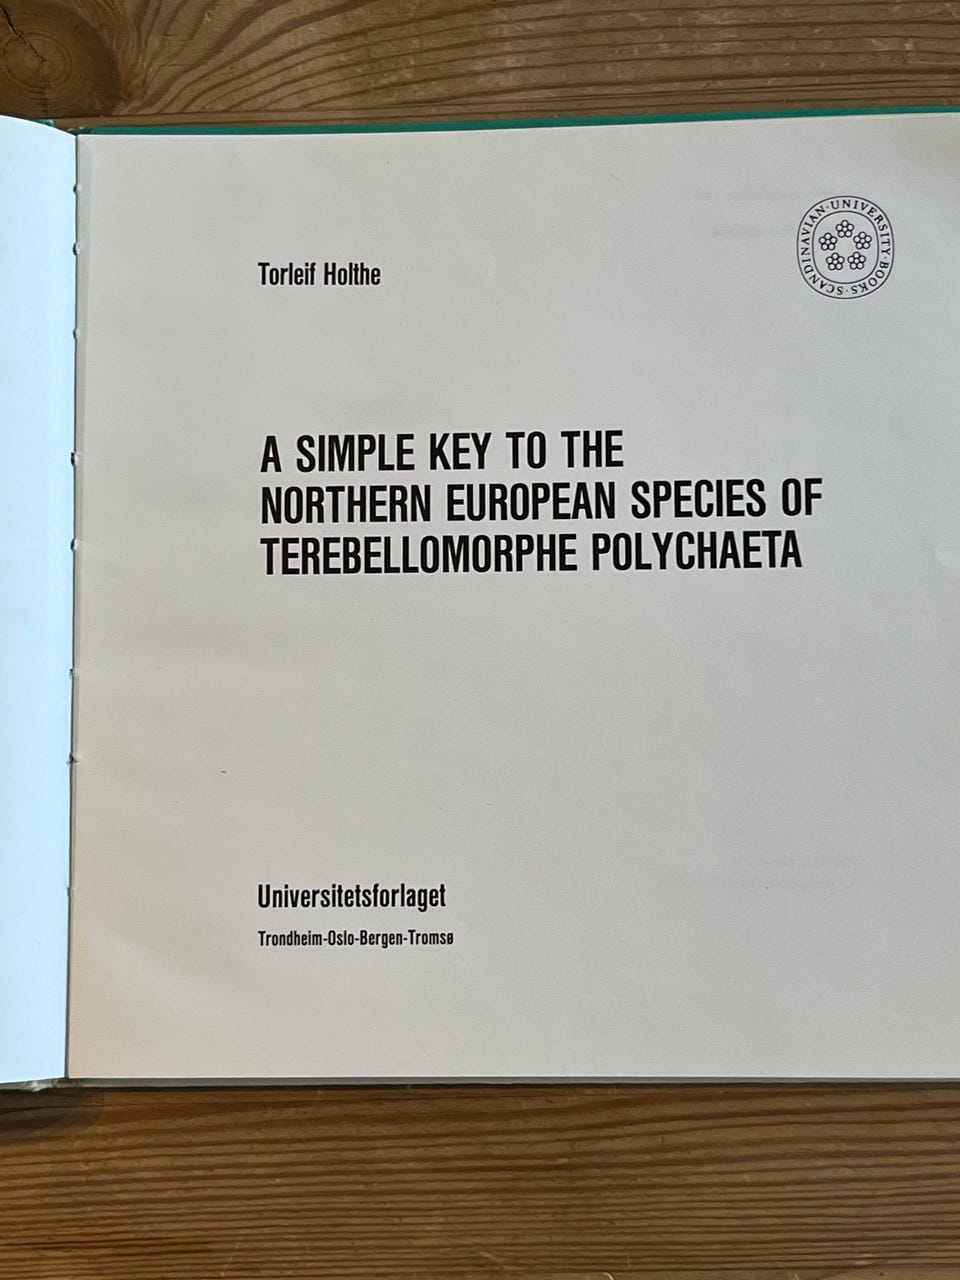 Torleif Holthe
SCANDINAVIAN·UNIVERSITY·BOOKS·
A SIMPLE KEY TO THE
NORTHERN EUROPEAN SPECIES OF
TEREBELLOMORPHE POLYCHAETA
Universitetsforlaget
Trondheim-Oslo-Bergen-Tromsø